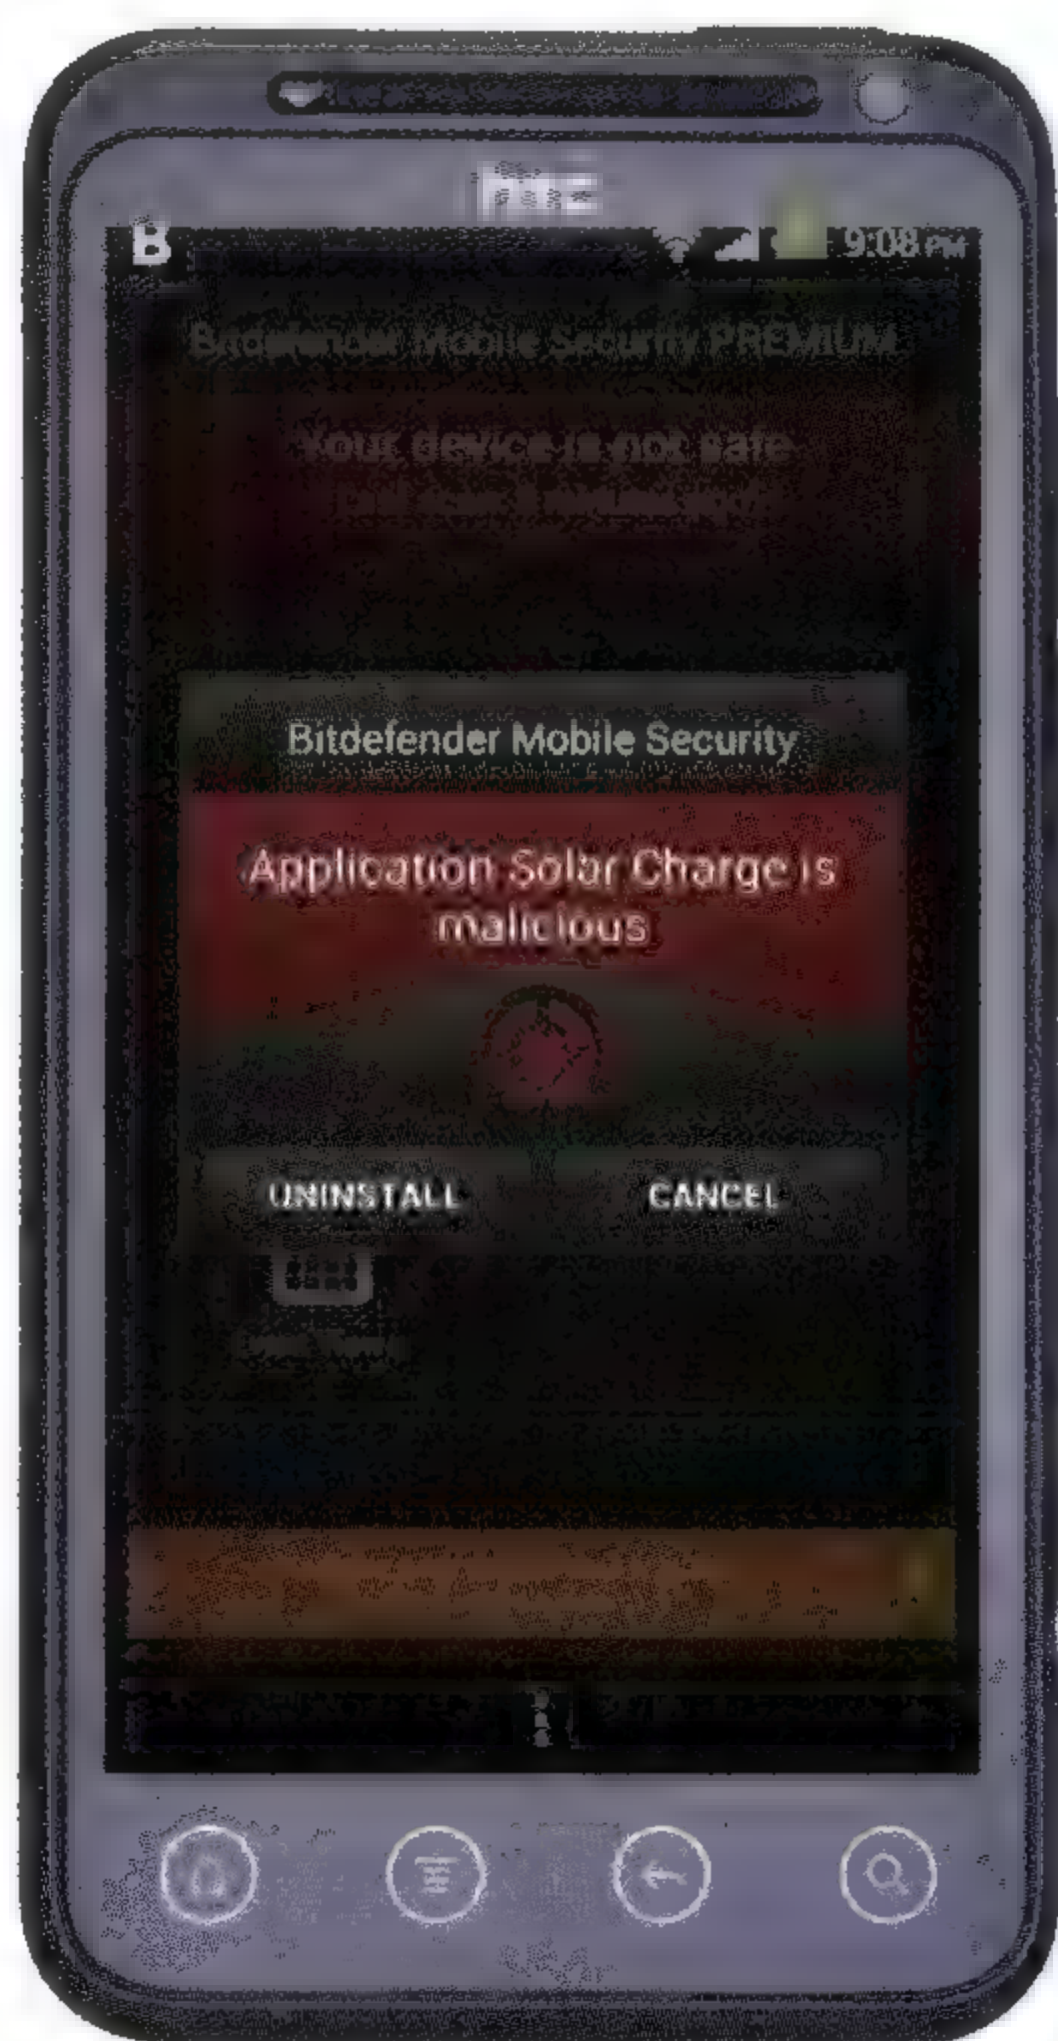 B
9:08 PM
Bitdefender Mobile Security PREMIUM
Your device is not safe
Bitdefender Mobile Security
Application Solar Charge is
malicious
UNINSTALL CANCEL